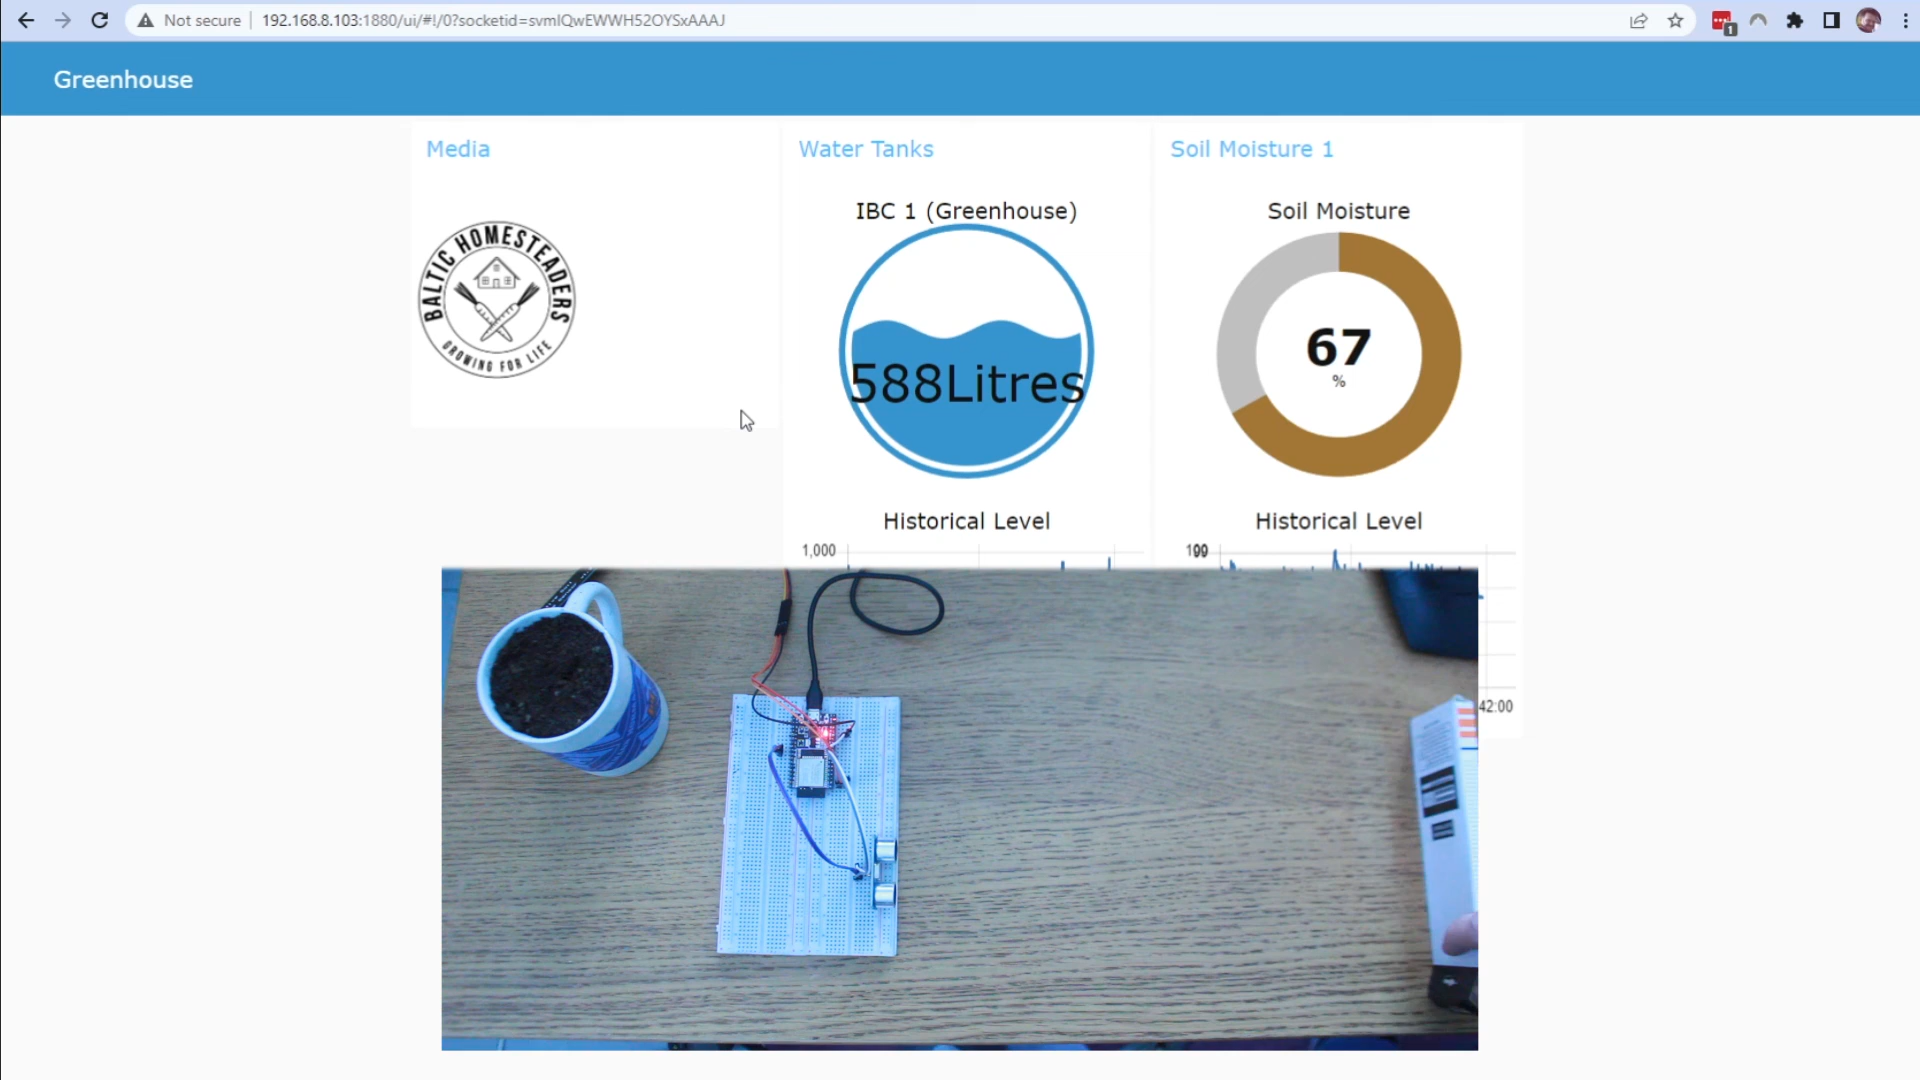 Not secure
192.168.8.103:1880/ui/#!/0?socketid=svmIQwEWWH52OYSxAAAJ
1
Greenhouse
Media
BALTIC HOMESTEADERS
GROWING FOR LIFE
Water Tanks
IBC 1 (Greenhouse)
588Litres
Historical Level
1,000
Soil Moisture 1
Soil Moisture
67
%
Historical Level
42:00